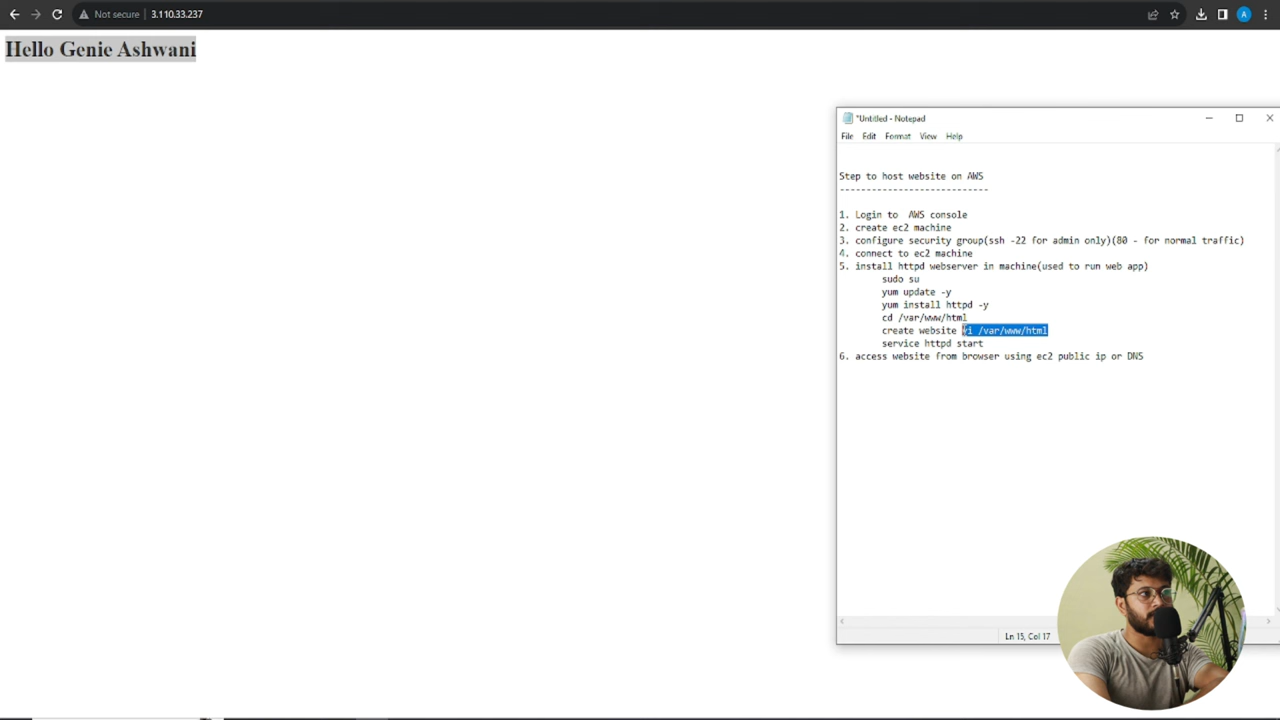 Not secure
3.110.33.237
A
Hello Genie Ashwani
*Untitled - Notepad
File Edit Format View Help
Step to host website on AWS
----------------------------
1. Login to  AWS console
2. create ec2 machine
3. configure security group(ssh -22 for admin only)(80 - for normal traffic)
4. connect to ec2 machine
5. install httpd webserver in machine(used to run web app)
sudo su
yum update -y
yum install httpd -y
cd /var/www/html
create website vi /var/www/html
service httpd start
6. access website from browser using ec2 public ip or DNS
Ln 15, Col 17